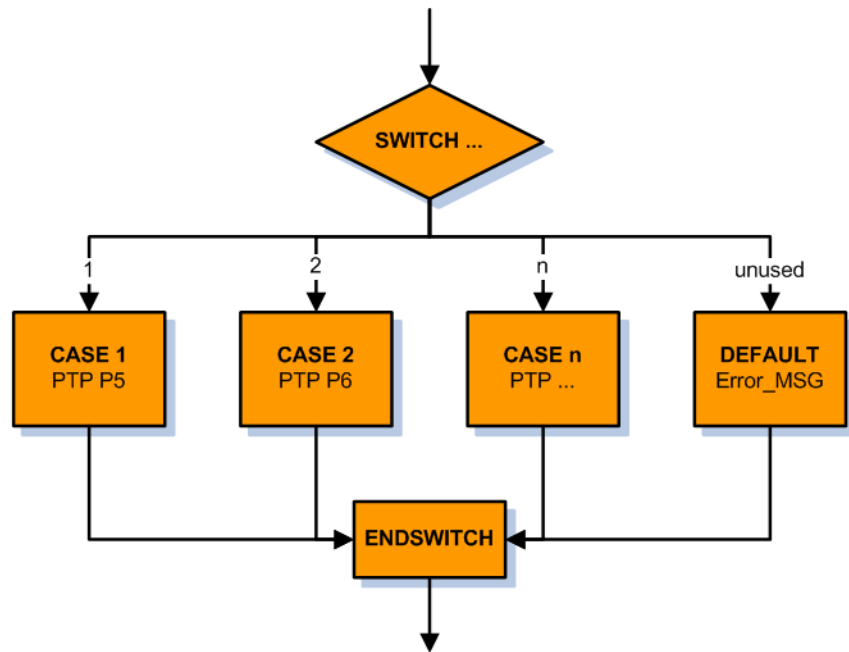 SWITCH ...
1
2
n
unused
CASE 1
PTP P5
CASE 2
PTP P6
CASE n
PTP ...
DEFAULT
Error_MSG
ENDSWITCH